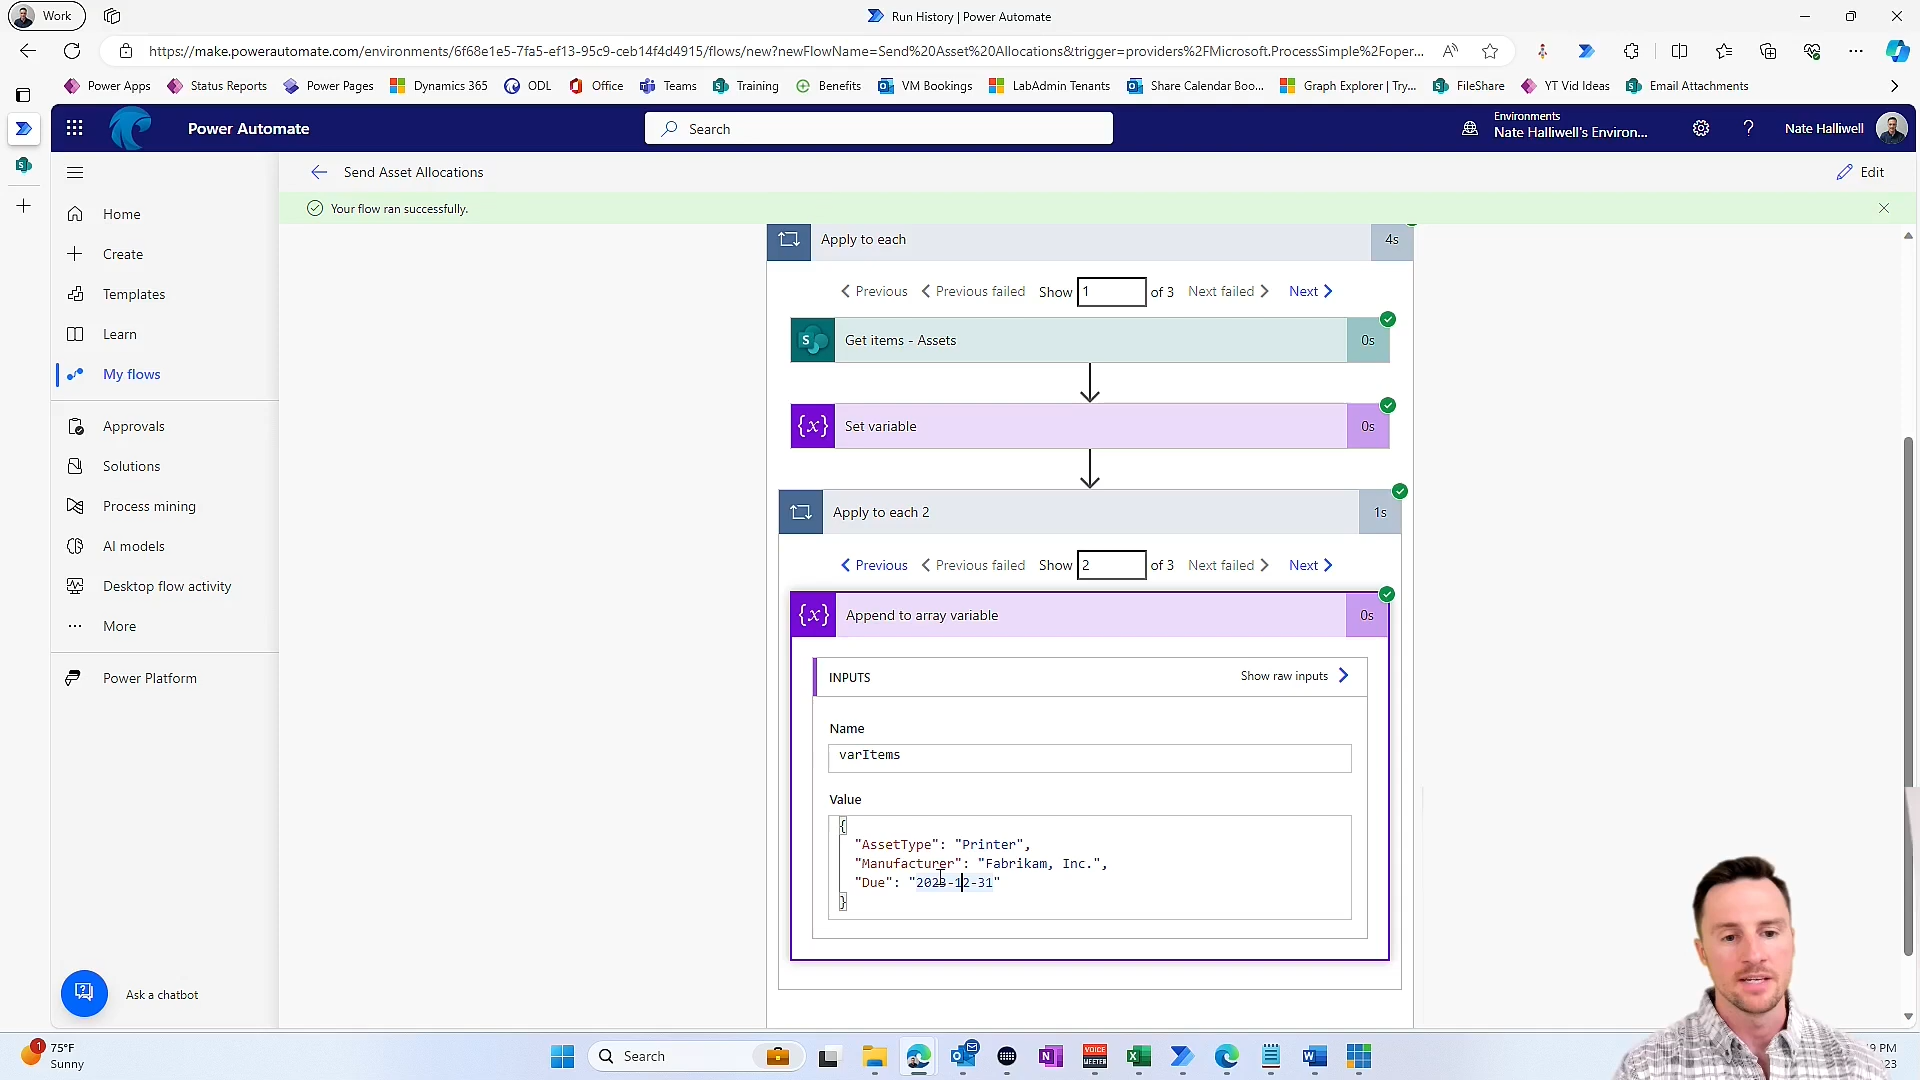 Work
Run History | Power Automate
https://make.powerautomate.com/environments/6f68e1e5-7fa5-ef13-95c9-ceb14f4d4915/flows/new?newFlowName=Send%20Asset%20Allocations&trigger=providers%2FMicrosoft.ProcessSimple%2Foper...
Power Apps
Status Reports
Power Pages
Dynamics 365
ODL
Office
Teams
Training
Benefits
VM Bookings
LabAdmin Tenants
Share Calendar Boo...
Graph Explorer | Try...
FileShare
YT Vid Ideas
Email Attachments
Power Automate
Search
Environments
Nate Halliwell's Environ...
Nate Halliwell
Send Asset Allocations
Edit
Your flow ran successfully.
Home
Create
Templates
Learn
My flows
Approvals
Solutions
Process mining
AI models
Desktop flow activity
More
Power Platform
Ask a chatbot
Apply to each
4s
Previous
Previous failed
Show 1 of 3
Next failed
Next
Get items - Assets
0s
Set variable
0s
Apply to each 2
1s
Previous
Previous failed
Show 2 of 3
Next failed
Next
Append to array variable
0s
INPUTS
Show raw inputs
Name
varItems
Value
{
"AssetType": "Printer",
"Manufacturer": "Fabrikam, Inc.",
"Due": "2023-12-31"
}
1
75°F
Sunny
Search
VOICE
MEETER
9 PM
23